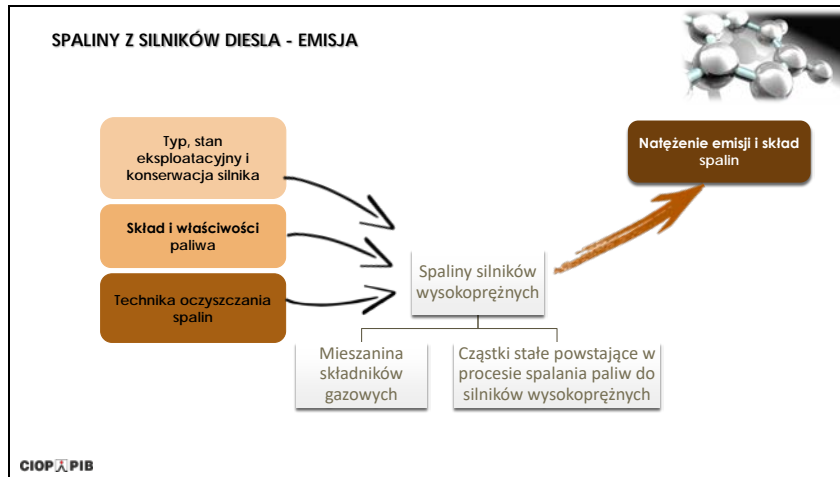 SPALINY Z SILNIKÓW DIESLA - EMISJA
Typ, stan
eksploatacyjny i
konserwacja silnika
Natężenie emisji i skład
spalin
Skład i właściwości
paliwa
Technika oczyszczania
spalin
Spaliny silników
wysokoprężnych
Mieszanina
składników
gazowych
Cząstki stałe powstające w
procesie spalania paliw do
silników wysokoprężnych
CIOP PIB